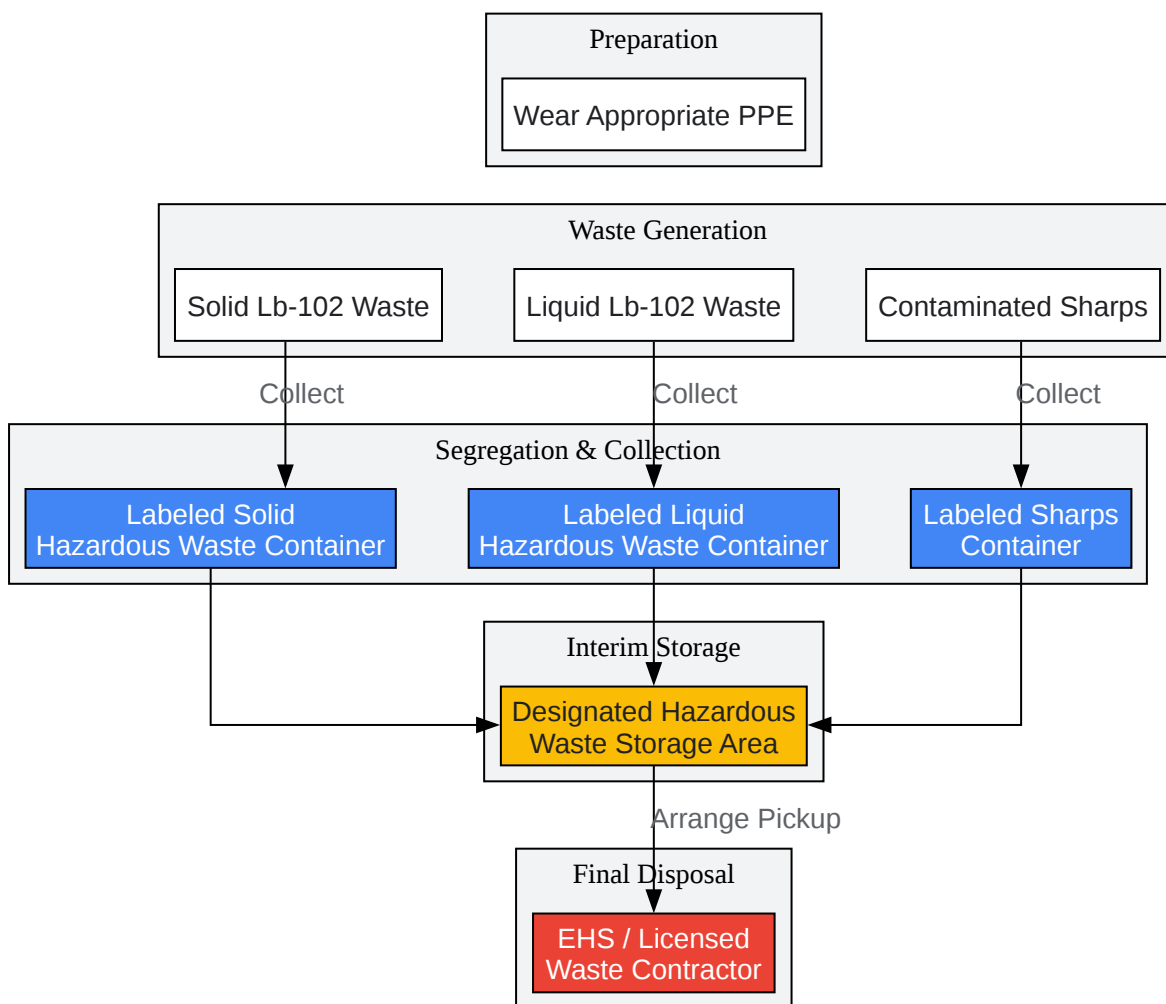 Preparation
Wear Appropriate PPE
Waste Generation
Solid Lb-102 Waste
Liquid Lb-102 Waste
Contaminated Sharps
Collect
Collect
Collect
Segregation & Collection
Labeled Solid
Hazardous Waste Container
Labeled Liquid
Hazardous Waste Container
Labeled Sharps
Container
Interim Storage
Designated Hazardous
Waste Storage Area
Arrange Pickup
Final Disposal
EHS / Licensed
Waste Contractor